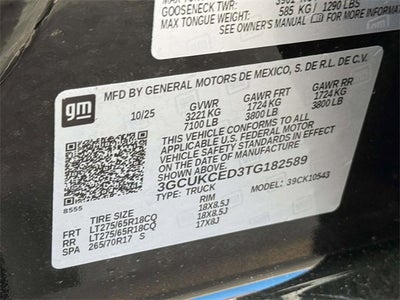 GOOSENECK TWR:
MAX TONGUE WEIGHT: 585 KG / 1290 LBS
SEE OWNER'S MANUAL FOR MORE INFORMATION
MFD BY GENERAL MOTORS DE MEXICO, S. DE R.L. DE C.V.
gm
10/25 GVWR GAWR FRT GAWR RR
3221 KG 1724 KG 1724 KG
7100 LB 3800 LB 3800 LB
THIS VEHICLE CONFORMS TO ALL APPLICABLE
U.S. FEDERAL MOTOR VEHICLE SAFETY STANDARDS IN EFFECT ON
THE DATE OF MANUFACTURE SHOWN ABOVE.
3GCUKCED3TG182589
TYPE: TRUCK MODEL: 39CK10543
8555
TIRE SIZE RIM
FRT LT275/65R18CQ 18X8.5J
RR LT275/65R18CQ 18X8.5J
SPA 265/70R17 S 17X8J